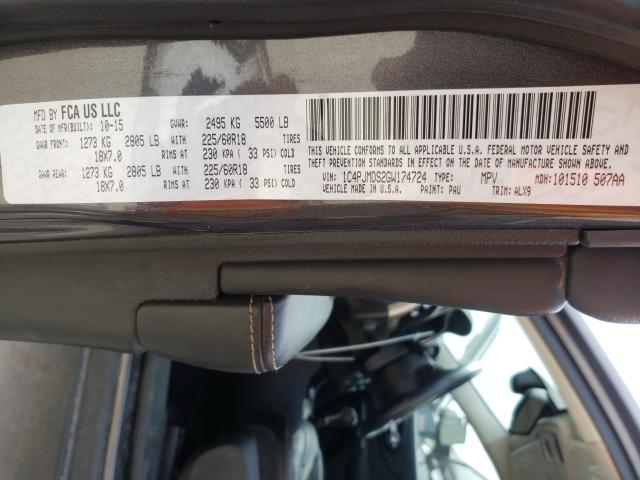 MFD BY FCA US LLC
DATE OF MFR(BUILT) 10-15 GVWR: 2495 KG 5500 LB
GAWR FRONT: 1273 KG 2805 LB WITH 225/60R18 TIRES
18X7.0 RIMS AT 230 KPA ( 33 PSI) COLD
GAWR REAR: 1273 KG 2805 LB WITH 225/60R18 TIRES
18X7.0 RIMS AT 230 KPA ( 33 PSI) COLD
THIS VEHICLE CONFORMS TO ALL APPLICABLE U.S.A. FEDERAL MOTOR VEHICLE SAFETY, BUMPER AND
THEFT PREVENTION STANDARDS IN EFFECT ON THE DATE OF MANUFACTURE SHOWN ABOVE.
VIN: 1C4PJMDS2GW174724 TYPE: MPV MDH:101510 507AA
VEHICLE MADE IN U.S.A. PAINT: PAU TRIM: ALX9